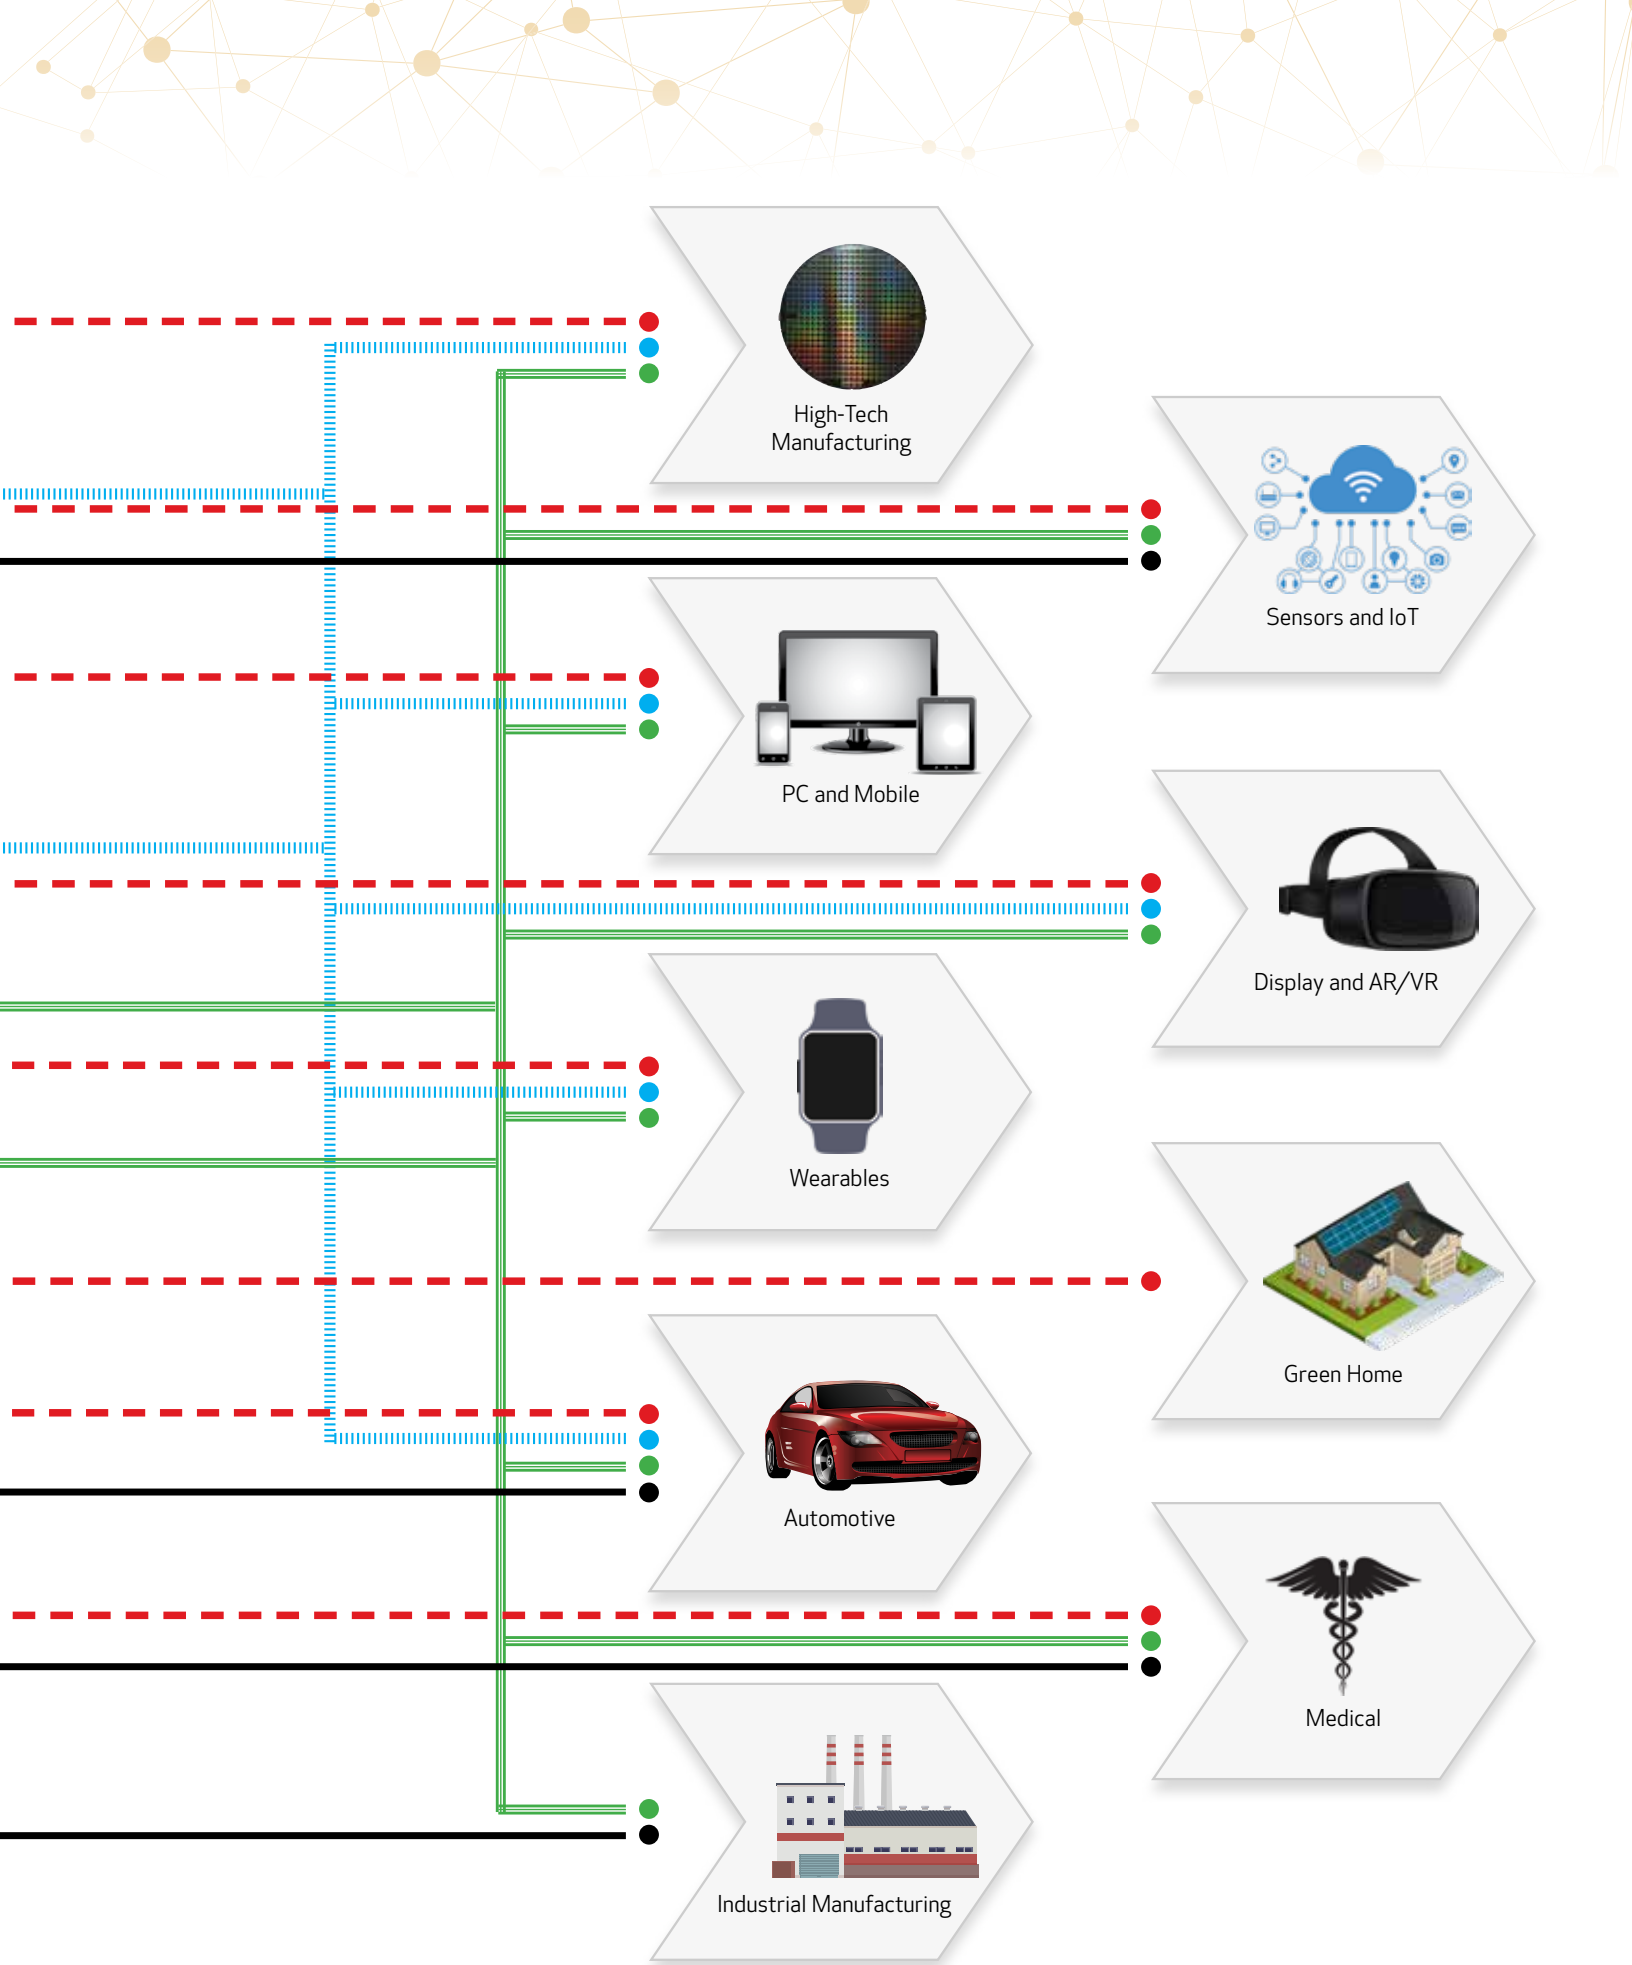 High-Tech
Manufacturing
Sensors and IoT
PC and Mobile
Display and AR/VR
Wearables
Green Home
Automotive
Medical
Industrial Manufacturing